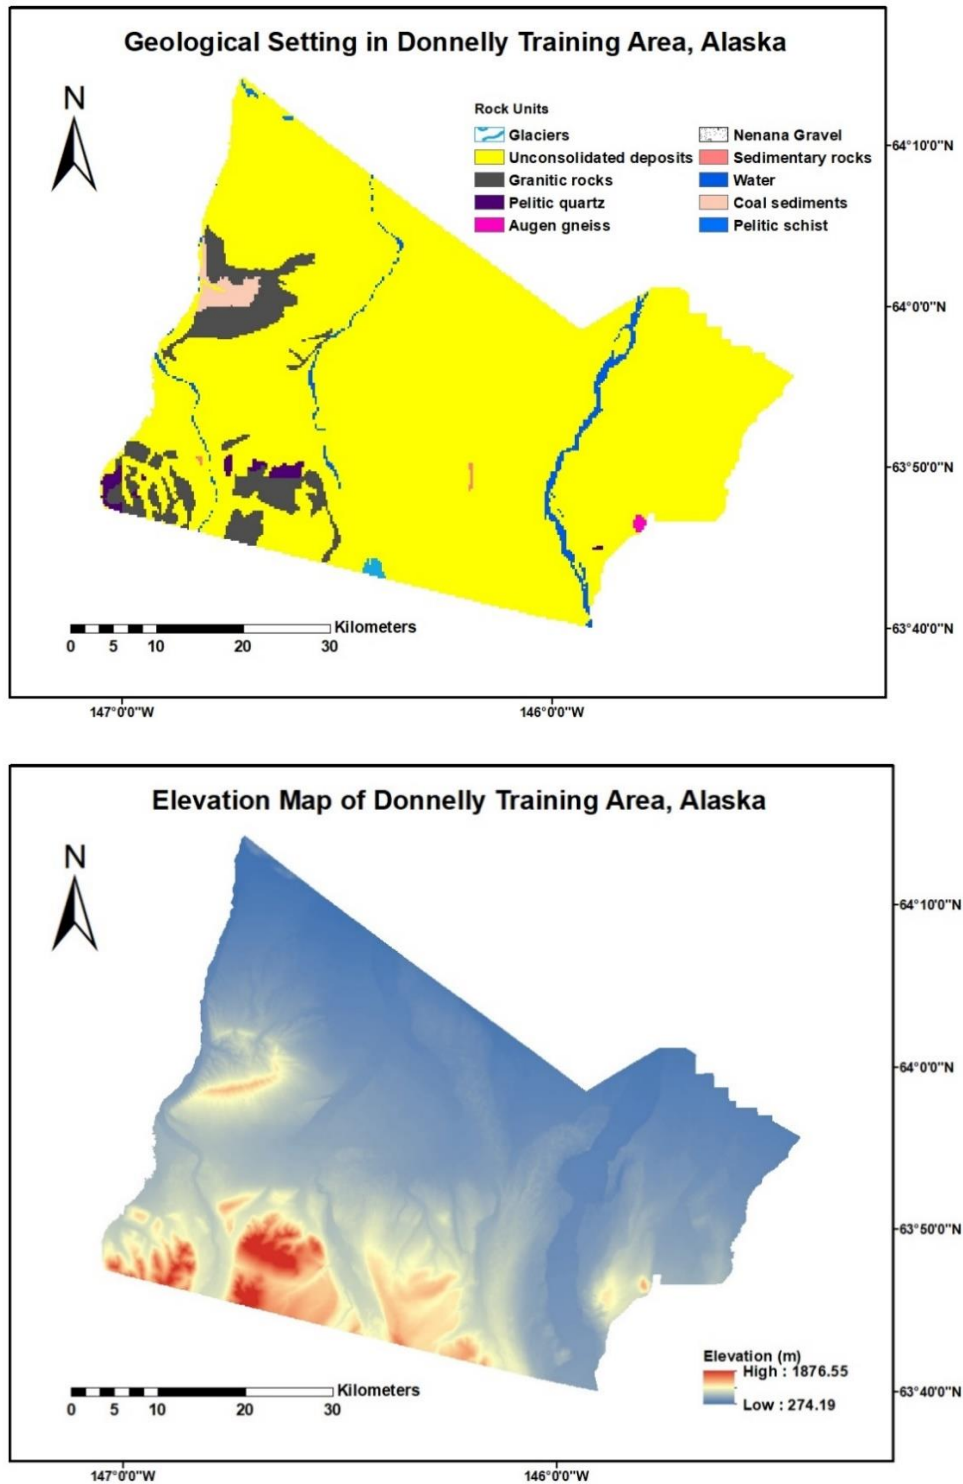 Geological Setting in Donnelly Training Area, Alaska
N
Rock Units
Glaciers
Nenana Gravel
Unconsolidated deposits
Sedimentary rocks
Granitic rocks
Water
Pelitic quartz
Coal sediments
Augen gneiss
Pelitic schist
64°10'0"N
64°0'0"N
63°50'0"N
63°40'0"N
Kilometers
0 5 10 20 30
147°0'0"W 146°0'0"W
Elevation Map of Donnelly Training Area, Alaska
N
64°10'0"N
64°0'0"N
63°50'0"N
63°40'0"N
Elevation (m)
High : 1876.55
Low : 274.19
Kilometers
0 5 10 20 30
147°0'0"W 146°0'0"W